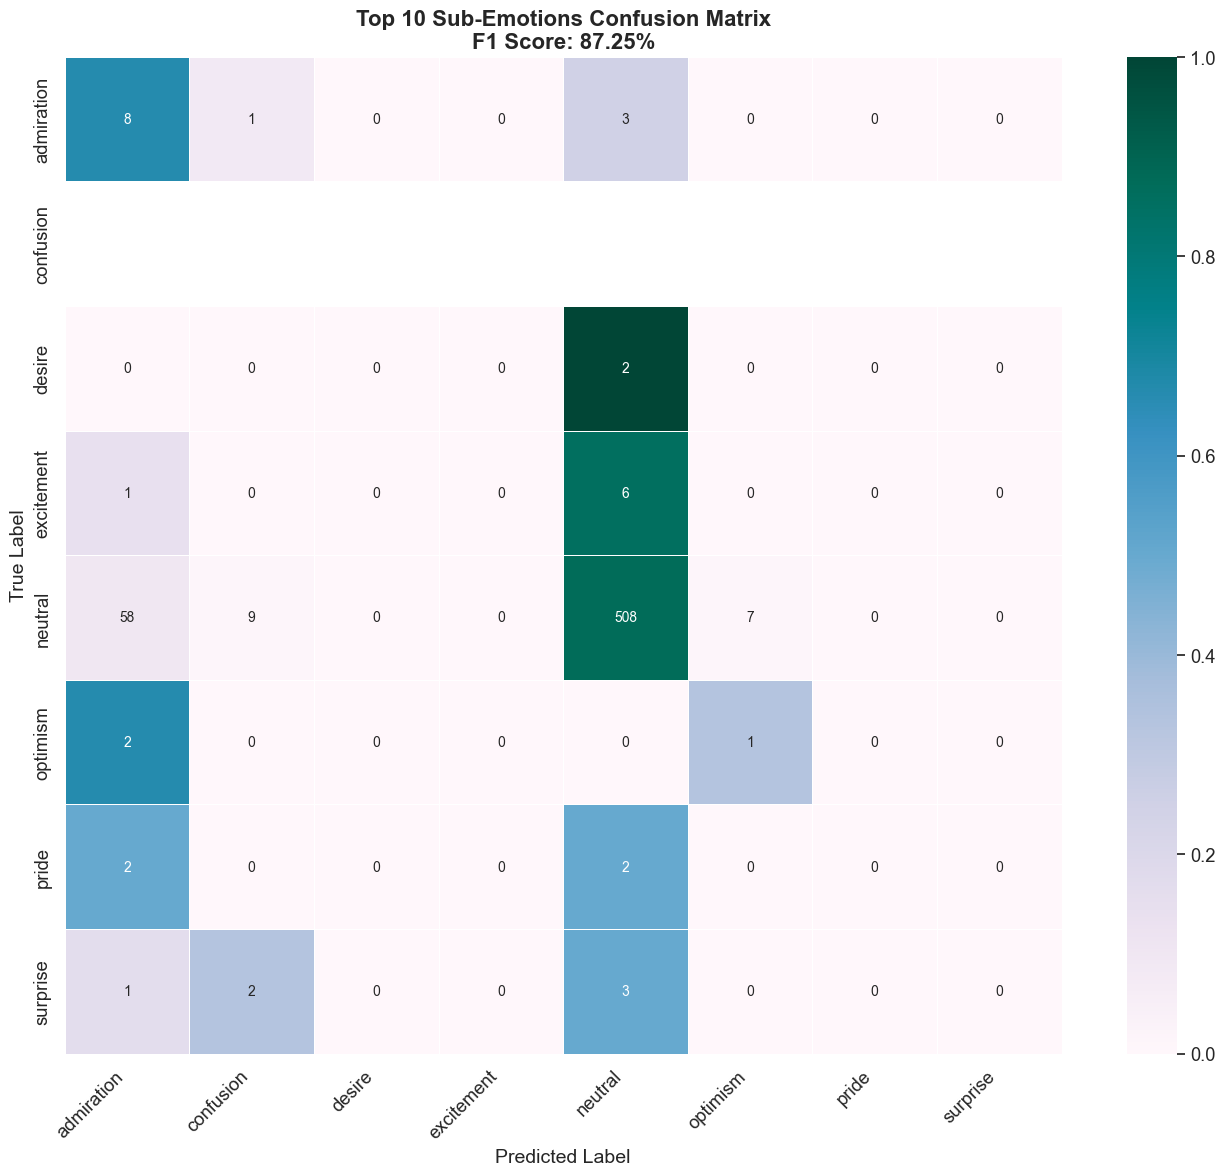 Top 10 Sub-Emotions Confusion Matrix
F1 Score: 87.25%
True Label
admiration 8 1 0 0 3 0 0 0
confusion
desire 0 0 0 0 2 0 0 0
excitement 1 0 0 0 6 0 0 0
neutral 58 9 0 0 508 7 0 0
optimism 2 0 0 0 0 1 0 0
pride 2 0 0 0 2 0 0 0
surprise 1 2 0 0 3 0 0 0
admiration confusion desire excitement neutral optimism pride surprise
Predicted Label
1.0
0.8
0.6
0.4
0.2
0.0